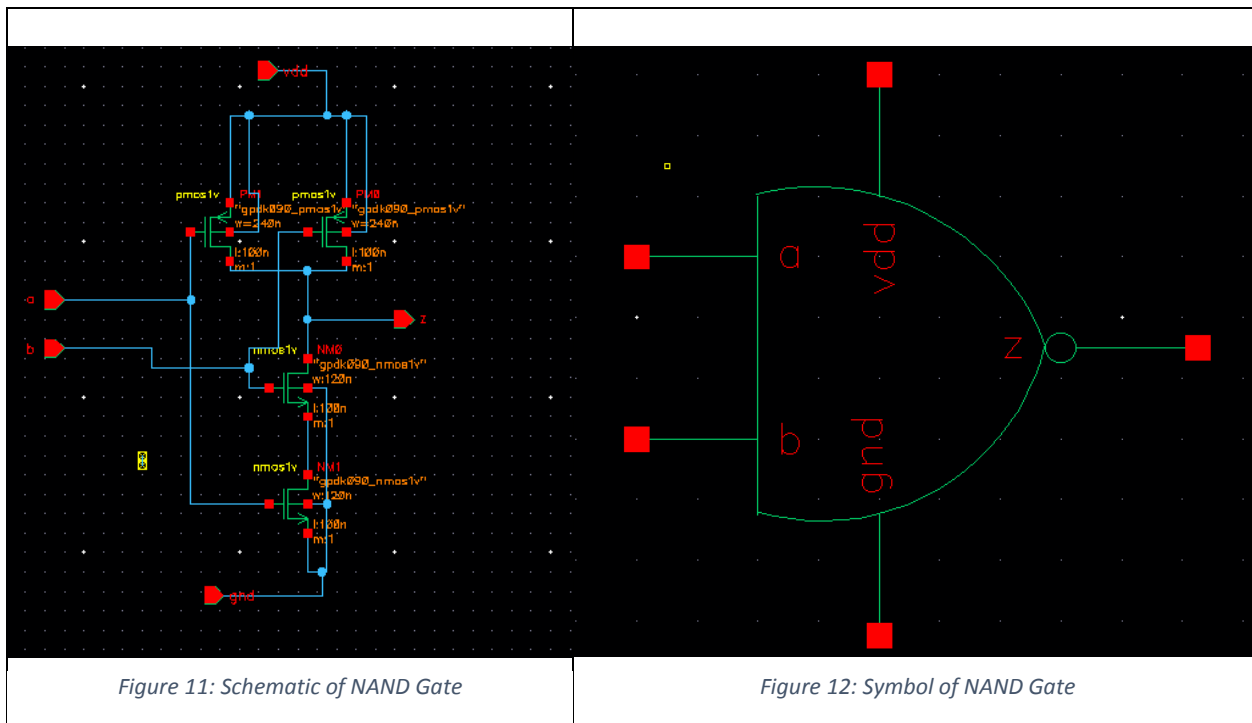 vdd
pmos1v PM1 pmos1v PM0
"gpdk090_pmos1v" "gpdk090_pmos1v"
w=240n w=240n
l:100n l:100n
m:1 m:1
a
z
b
nmos1v NM0
"gpdk090_nmos1v"
w:120n
l:100n
m:1
nmos1v NM1
"gpdk090_nmos1v"
w:120n
l:100n
m:1
gnd
Figure 11: Schematic of NAND Gate
a
vdd
Z
b
gnd
Figure 12: Symbol of NAND Gate